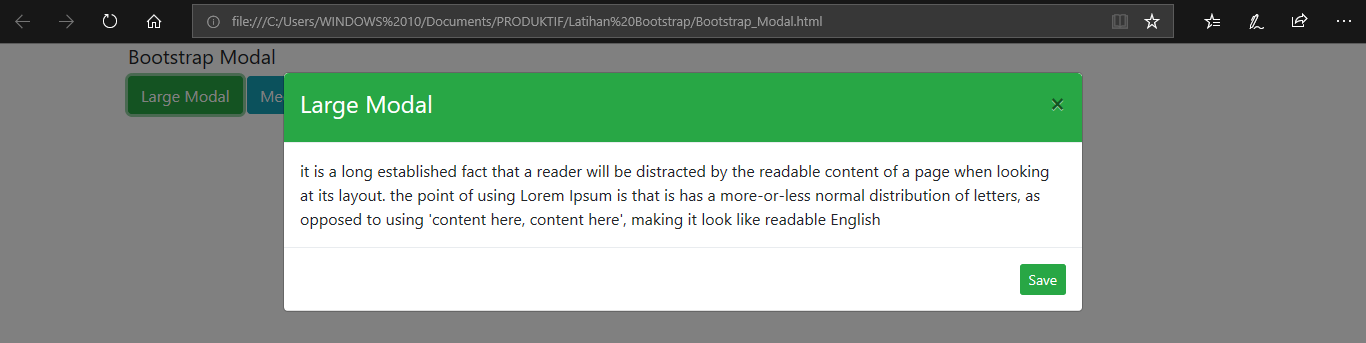 file:///C:/Users/WINDOWS%2010/Documents/PRODUKTIF/Latihan%20Bootstrap/Bootstrap_Modal.html
Bootstrap Modal
Large Modal
Large Modal ×
it is a long established fact that a reader will be distracted by the readable content of a page when looking
at its layout. the point of using Lorem Ipsum is that is has a more-or-less normal distribution of letters, as
opposed to using 'content here, content here', making it look like readable English
Save